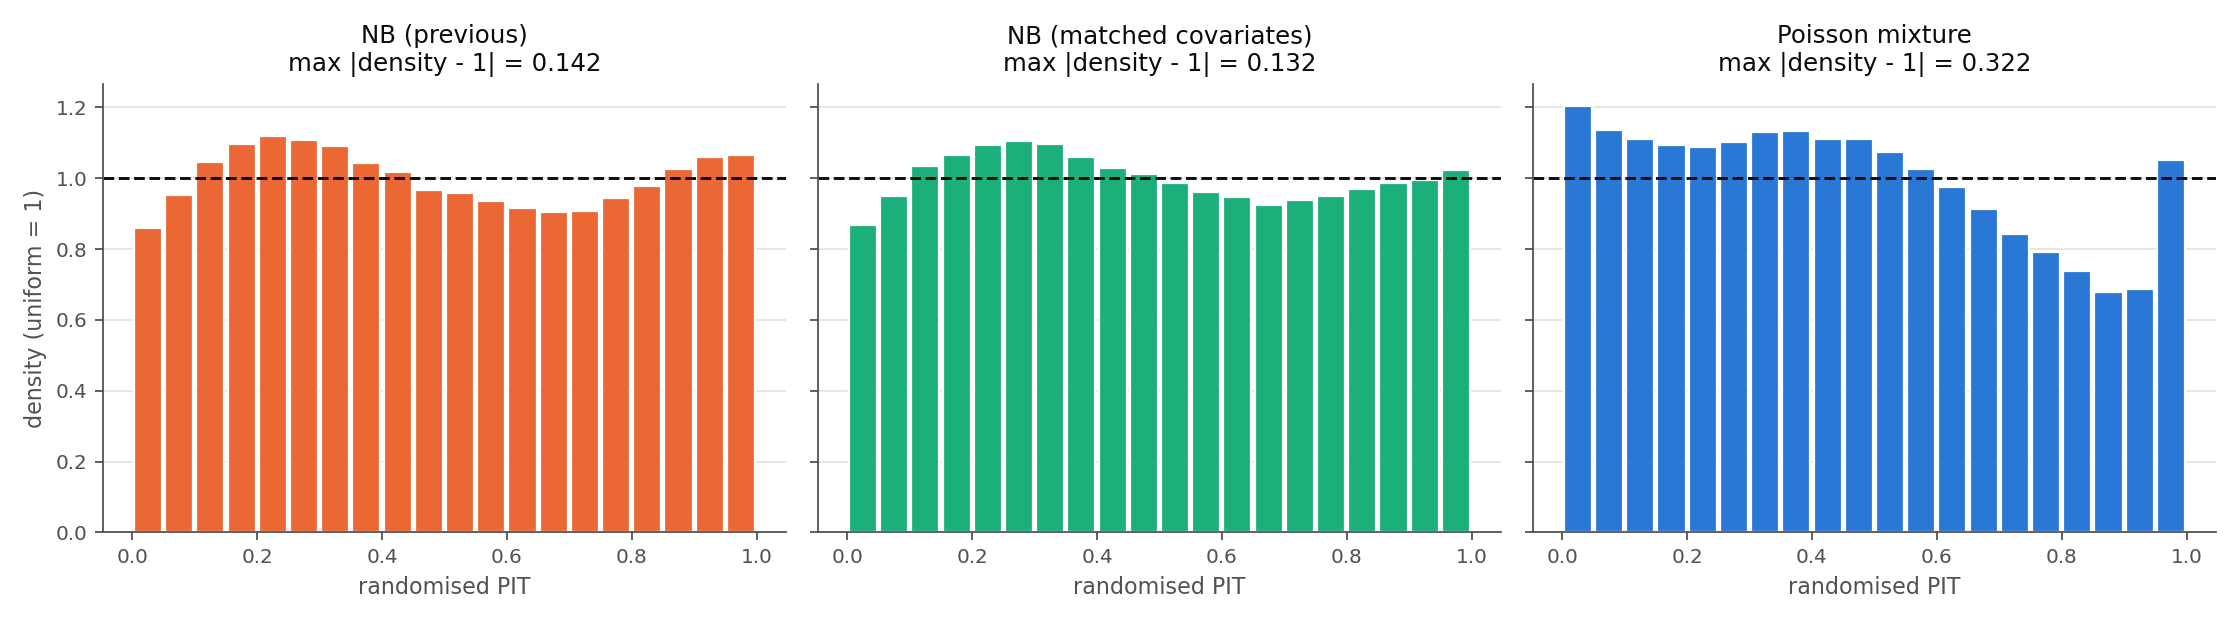 NB (previous)
max |density - 1| = 0.142
NB (matched covariates)
max |density - 1| = 0.132
Poisson mixture
max |density - 1| = 0.322
density (uniform = 1)
1.2
1.0
0.8
0.6
0.4
0.2
0.0
0.0 0.2 0.4 0.6 0.8 1.0
randomised PIT
0.0 0.2 0.4 0.6 0.8 1.0
randomised PIT
0.0 0.2 0.4 0.6 0.8 1.0
randomised PIT